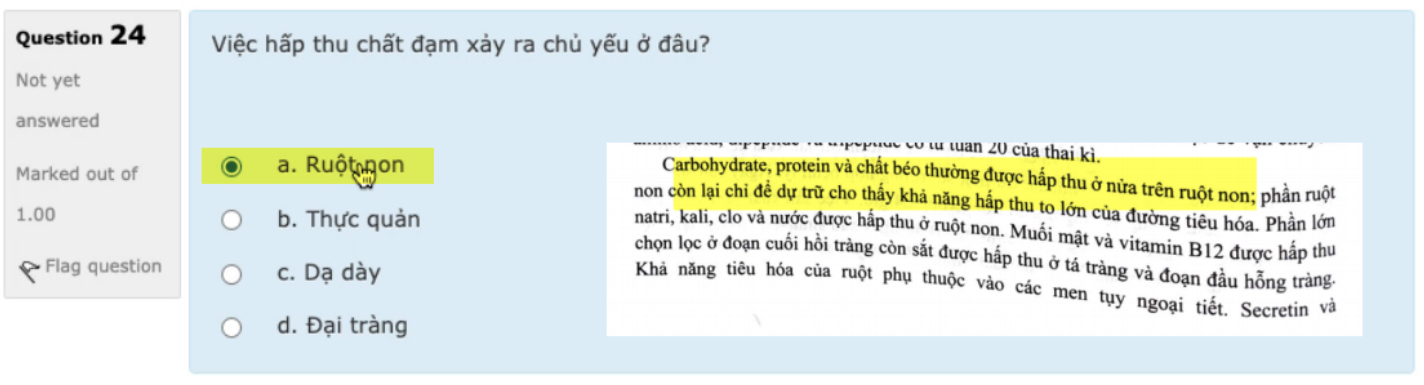 Question 24
Not yet
answered
Marked out of
1.00
Flag question
Việc hấp thu chất đạm xảy ra chủ yếu ở đâu?
a. Ruột non
b. Thực quản
c. Dạ dày
d. Đại tràng
tuần 20 của thai kì.
Carbohydrate, protein và chất béo thường được hấp thu ở nửa trên ruột non; phần ruột
non còn lại chỉ để dự trữ cho thấy khả năng hấp thu to lớn của đường tiêu hóa. Phần lớn
natri, kali, clo và nước được hấp thu ở ruột non. Muối mật và vitamin B12 được hấp thu
chọn lọc ở đoạn cuối hồi tràng còn sắt được hấp thu ở tá tràng và đoạn đầu hỗng tràng.
Khả năng tiêu hóa của ruột phụ thuộc vào các men tụy ngoại tiết. Secretin và